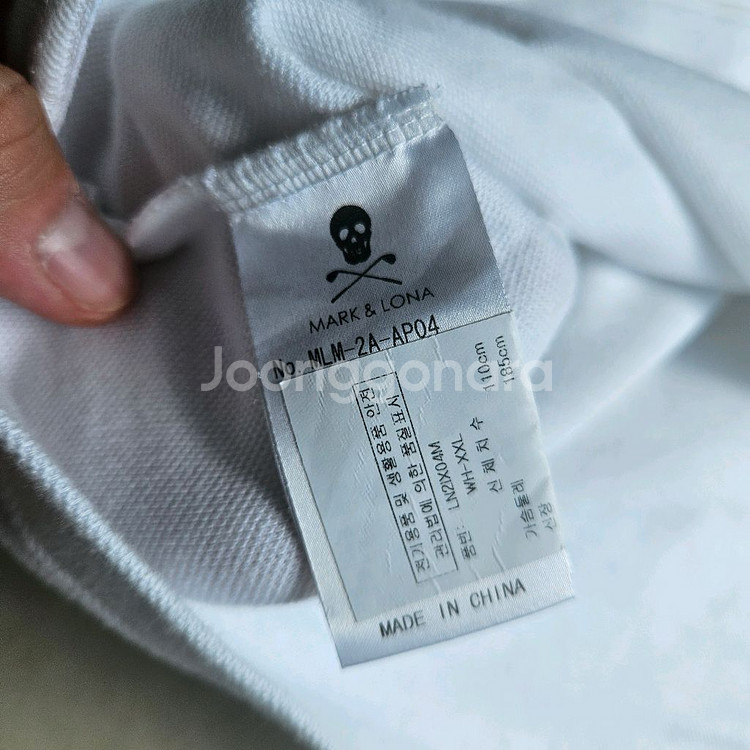 MARK & LONA
No. MLM-2A-AP04
Joonggonara
전기용품 및 생활용품 안전
관리법에 의한 품질 표시
품번: LN2IX04M
WH-XXL
신 체 치 수
가슴둘레 110cm
신장 185cm
MADE IN CHINA